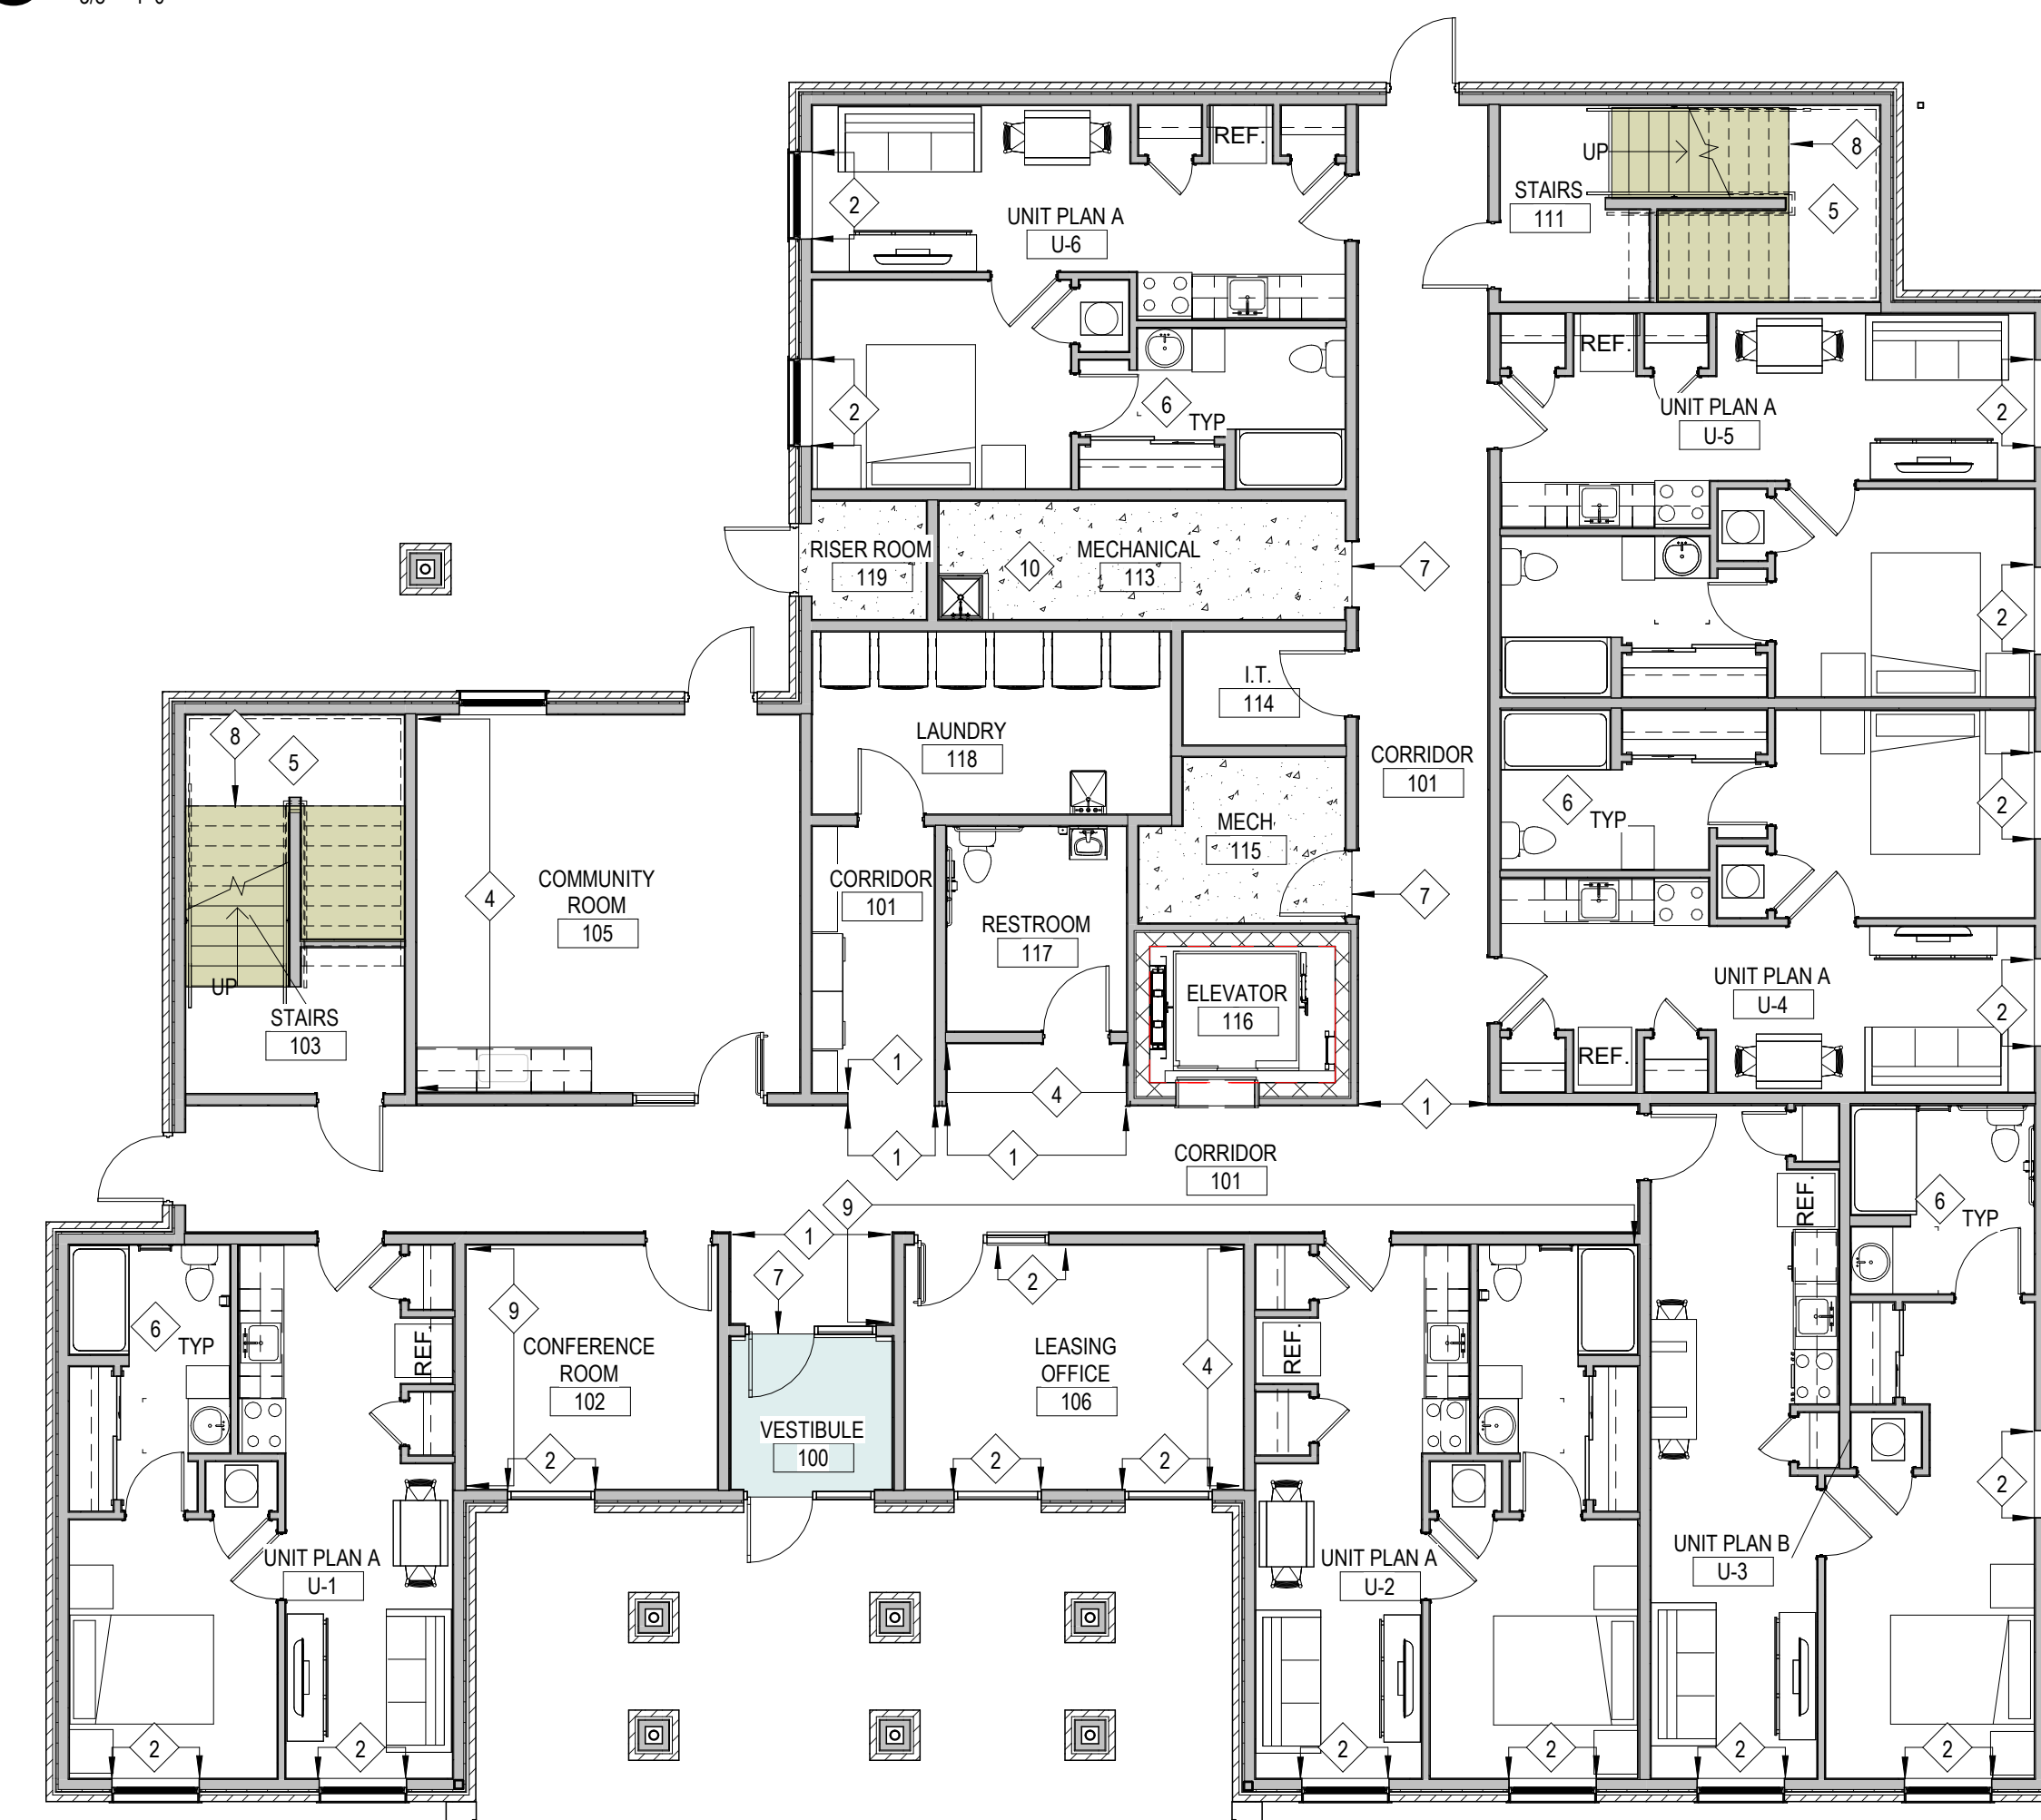 UNIT PLAN A
U-6
REF.
2
2
6
TYP
UP
8
STAIRS
111
5
REF.
UNIT PLAN A
U-5
2
2
RISER ROOM
119
10
MECHANICAL
113
7
I.T.
114
LAUNDRY
118
CORRIDOR
101
MECH.
115
7
6
TYP
2
UNIT PLAN A
U-4
2
REF.
8
5
4
COMMUNITY
ROOM
105
CORRIDOR
101
RESTROOM
117
ELEVATOR
116
UP
STAIRS
103
1
4
1
1
1
CORRIDOR
101
9
1
7
2
9
CONFERENCE
ROOM
102
2
VESTIBULE
100
LEASING
OFFICE
106
4
2
2
6
TYP
REF.
UNIT PLAN A
U-1
2
2
REF.
UNIT PLAN A
U-2
2
2
REF.
6
TYP
UNIT PLAN B
U-3
2
2
2